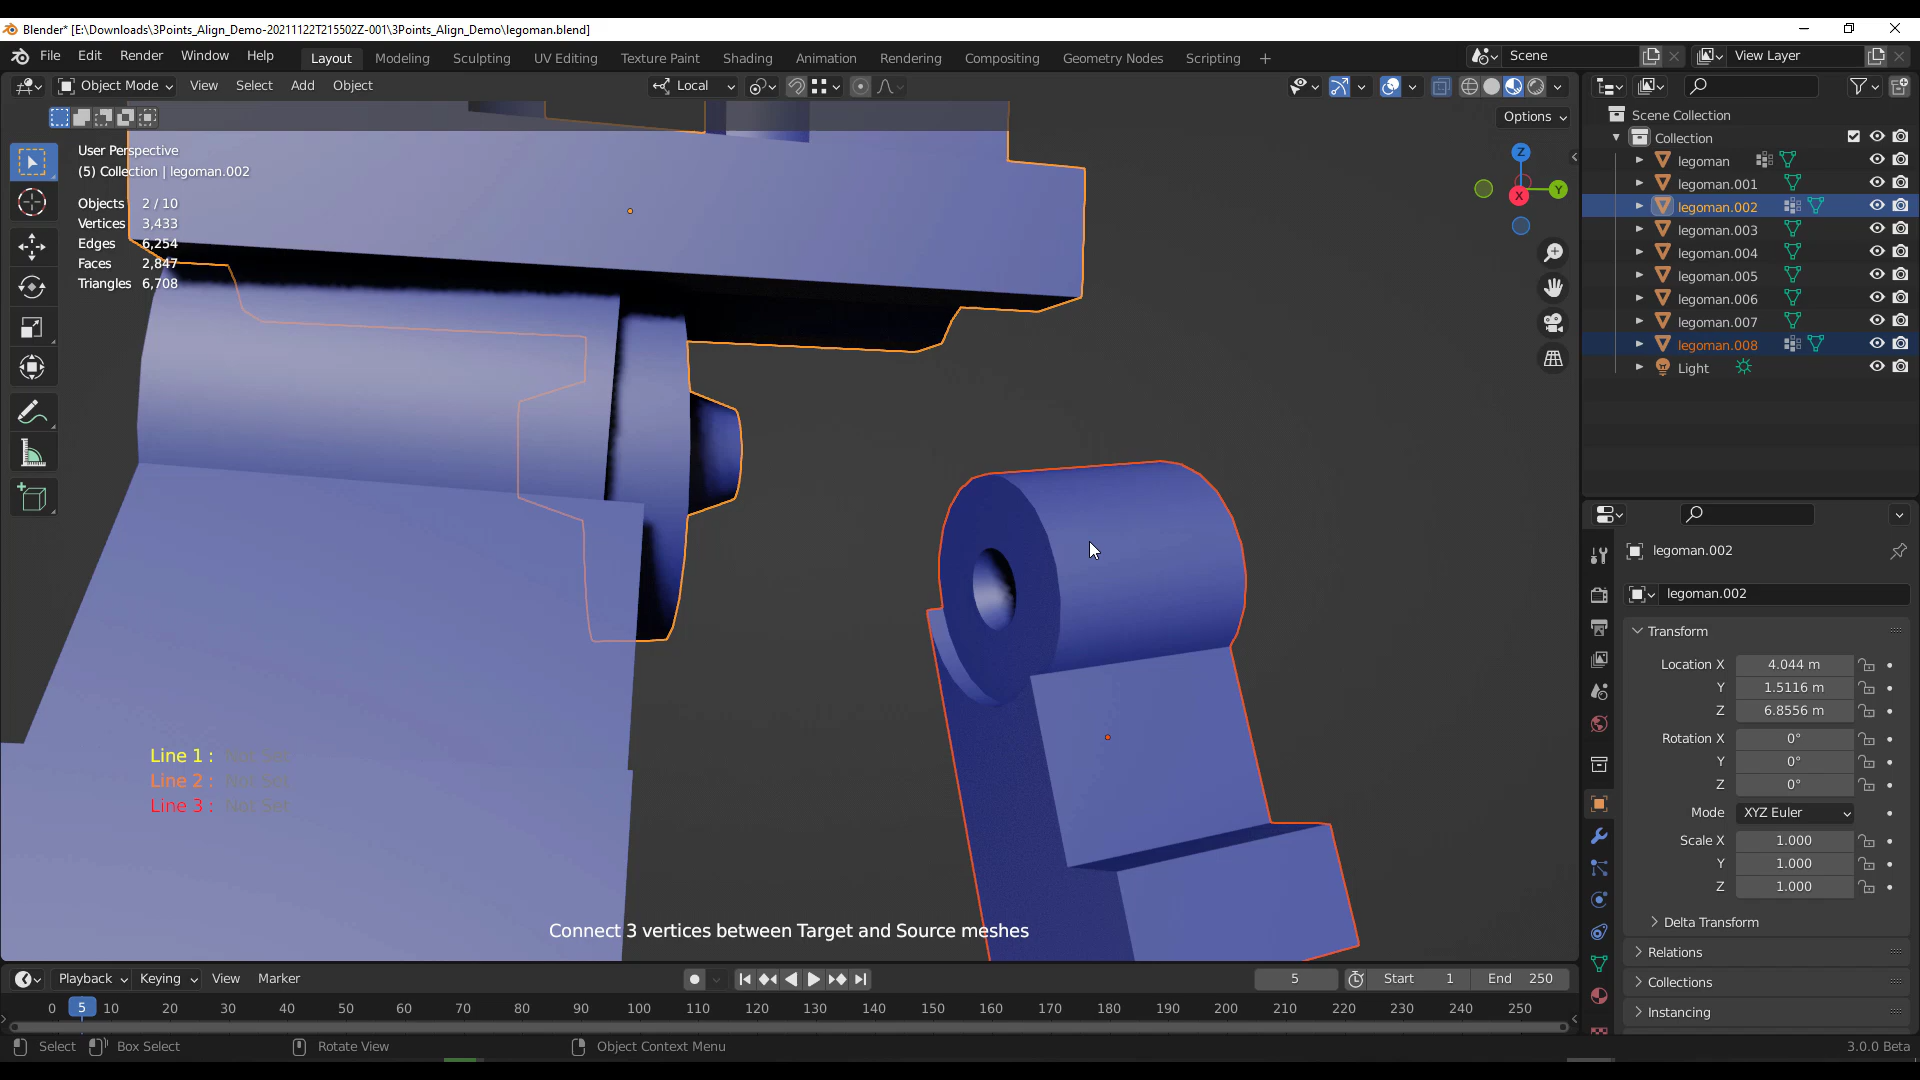 Blender* [E:\Downloads\3Points_Align_Demo-20211122T215502Z-001\3Points_Align_Demo\legoman.blend]
File Edit Render Window Help Layout Modeling Sculpting UV Editing Texture Paint Shading Animation Rendering Compositing Geometry Nodes Scripting + Scene View Layer
Object Mode View Select Add Object Local
Options
User Perspective
(5) Collection | legoman.002
Objects 2 / 10
Vertices 3,433
Edges 6,254
Faces 2,847
Triangles 6,708
Z
Y
X
Line 1 : Not Set
Line 2 : Not Set
Line 3 : Not Set
Connect 3 vertices between Target and Source meshes
Scene Collection
Collection
legoman
legoman.001
legoman.002
legoman.003
legoman.004
legoman.005
legoman.006
legoman.007
legoman.008
Light
legoman.002
legoman.002
Transform
Location X 4.044 m
Y 1.5116 m
Z 6.8556 m
Rotation X 0°
Y 0°
Z 0°
Mode XYZ Euler
Scale X 1.000
Y 1.000
Z 1.000
Delta Transform
Relations
Collections
Instancing
Playback Keying View Marker 5 Start 1 End 250
0 5 10 20 30 40 50 60 70 80 90 100 110 120 130 140 150 160 170 180 190 200 210 220 230 240 250
Select Box Select Rotate View Object Context Menu 3.0.0 Beta